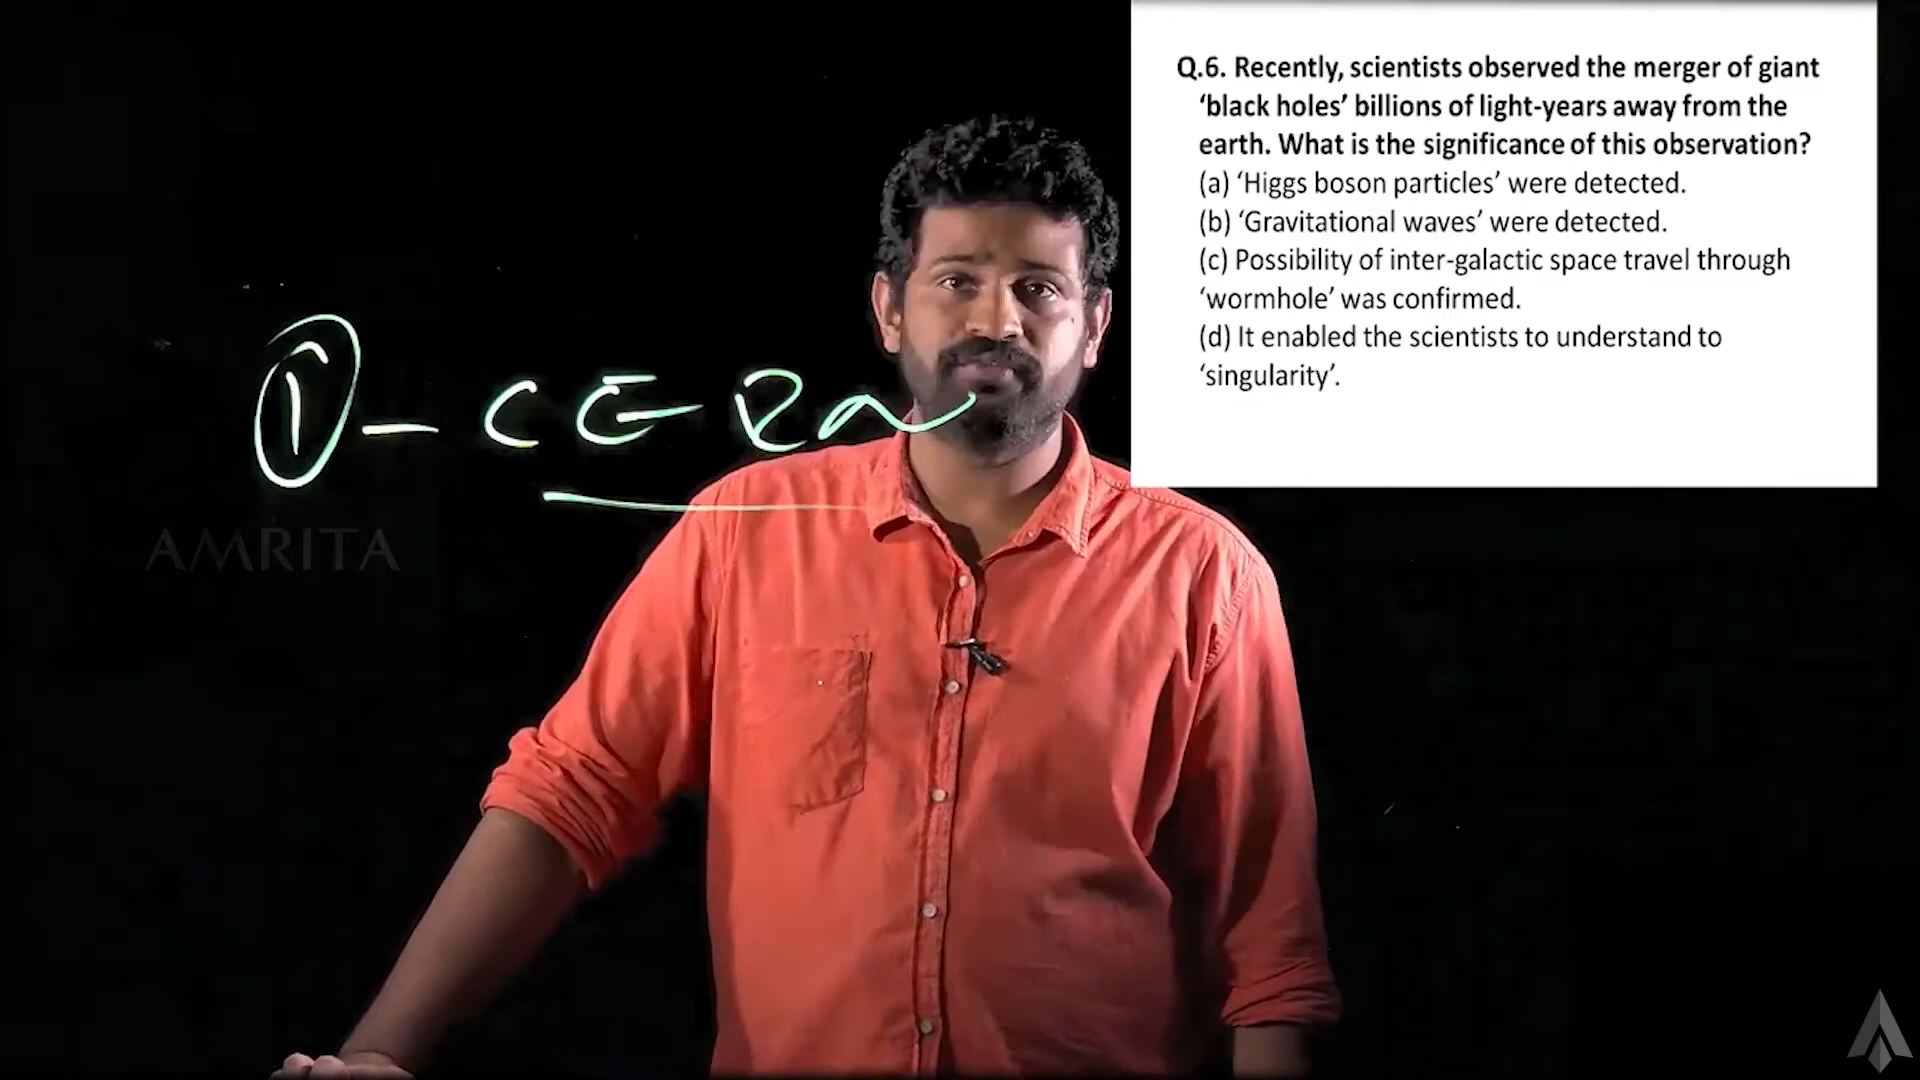 Q.6. Recently, scientists observed the merger of giant
‘black holes’ billions of light-years away from the
earth. What is the significance of this observation?
(a) ‘Higgs boson particles’ were detected.
(b) ‘Gravitational waves’ were detected.
(c) Possibility of inter-galactic space travel through
‘wormhole’ was confirmed.
(d) It enabled the scientists to understand to
‘singularity’.
① – CERN
AMRITA